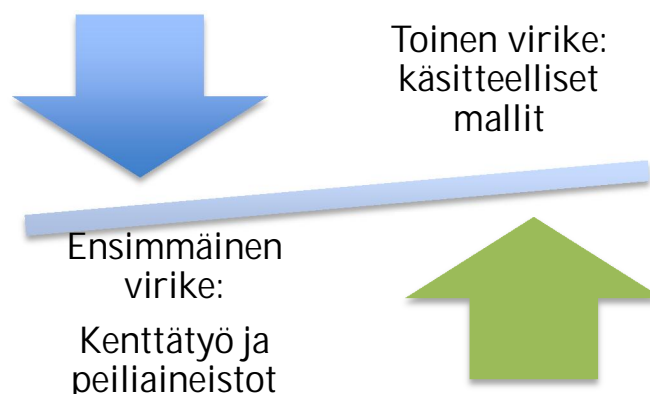 Toinen virike:
käsitteelliset
mallit
Ensimmäinen
virike:
Kenttätyö ja
peiliaineistot